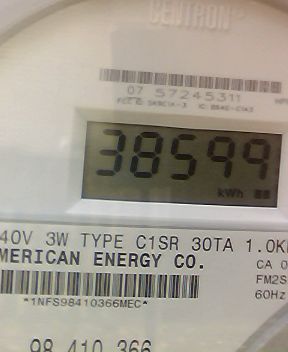 CENTRON®
07 57245311
38599
kWh
40V 3W TYPE C1SR 30TA 1.0K
MERICAN ENERGY CO.
CA 0
FM2S
*1NFS98410366MEC*
60Hz
98 410 366